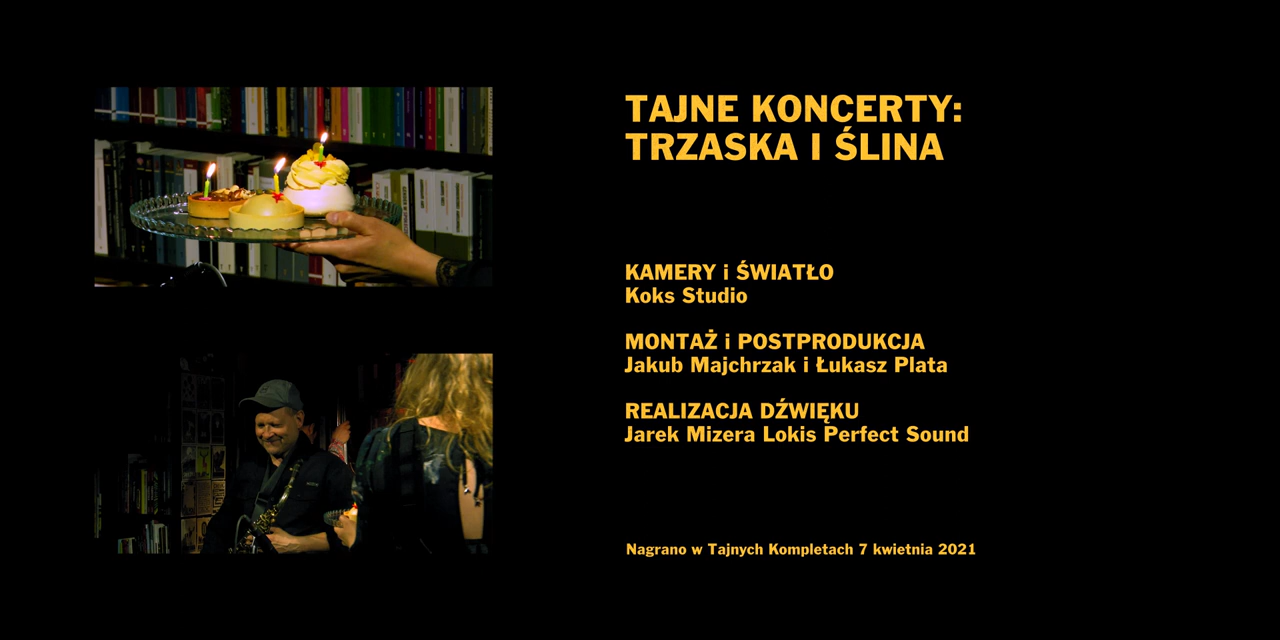 TAJNE KONCERTY:
TRZASKA I ŚLINA
KAMERY i ŚWIATŁO
Koks Studio
MONTAŻ i POSTPRODUKCJA
Jakub Majchrzak i Łukasz Plata
REALIZACJA DŹWIĘKU
Jarek Mizera Lokis Perfect Sound
Nagrano w Tajnych Kompletach 7 kwietnia 2021